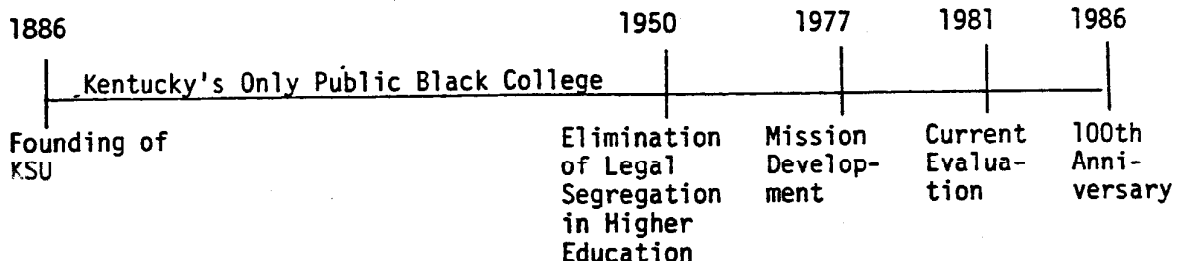 1886
1950
1977
1981
1986
Kentucky's Only Public Black College
Founding of
KSU
Elimination
of Legal
Segregation
in Higher
Education
Mission
Develop-
ment
Current
Evalua-
tion
100th
Anni-
versary